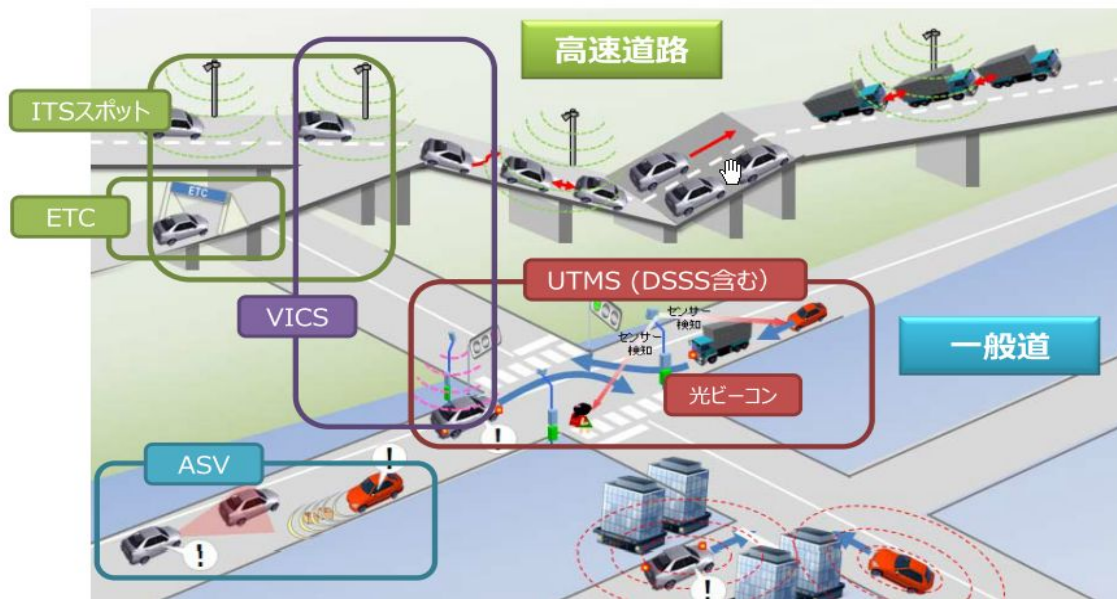 高速道路
ITSスポット
ETC
ETC
VICS
UTMS (DSSS含む）
センサー
検知
センサー
検知
一般道
光ビーコン
!
ASV
!
!
!